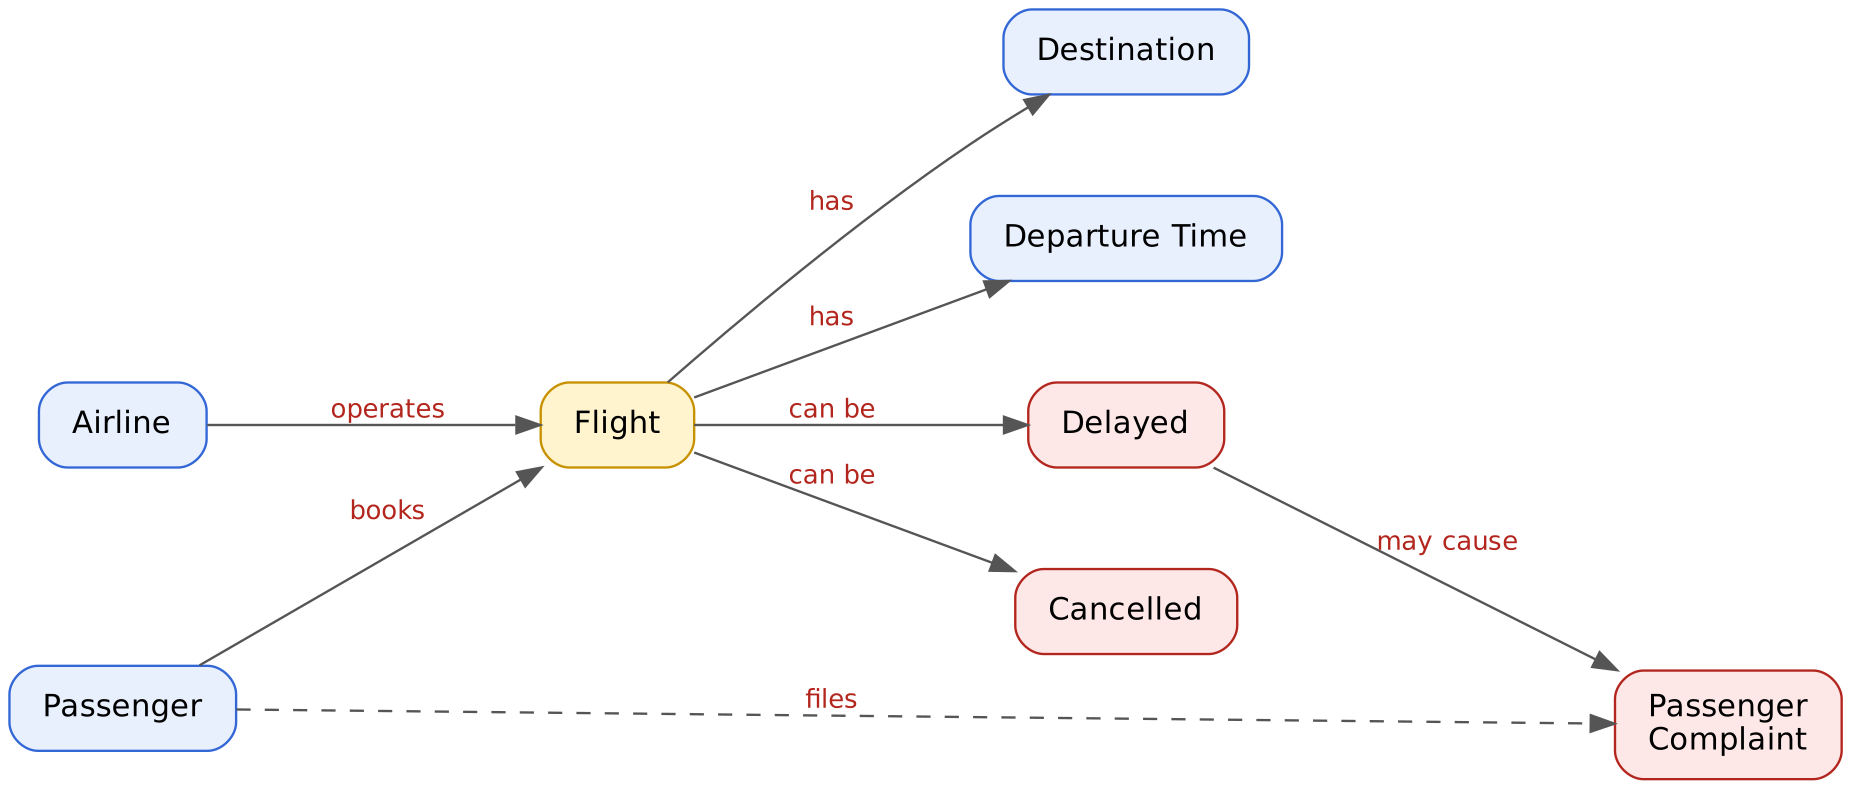 Destination
has
Departure Time
has
Airline
operates
Flight
can be
Delayed
can be
books
may cause
Cancelled
Passenger
files
Passenger
Complaint